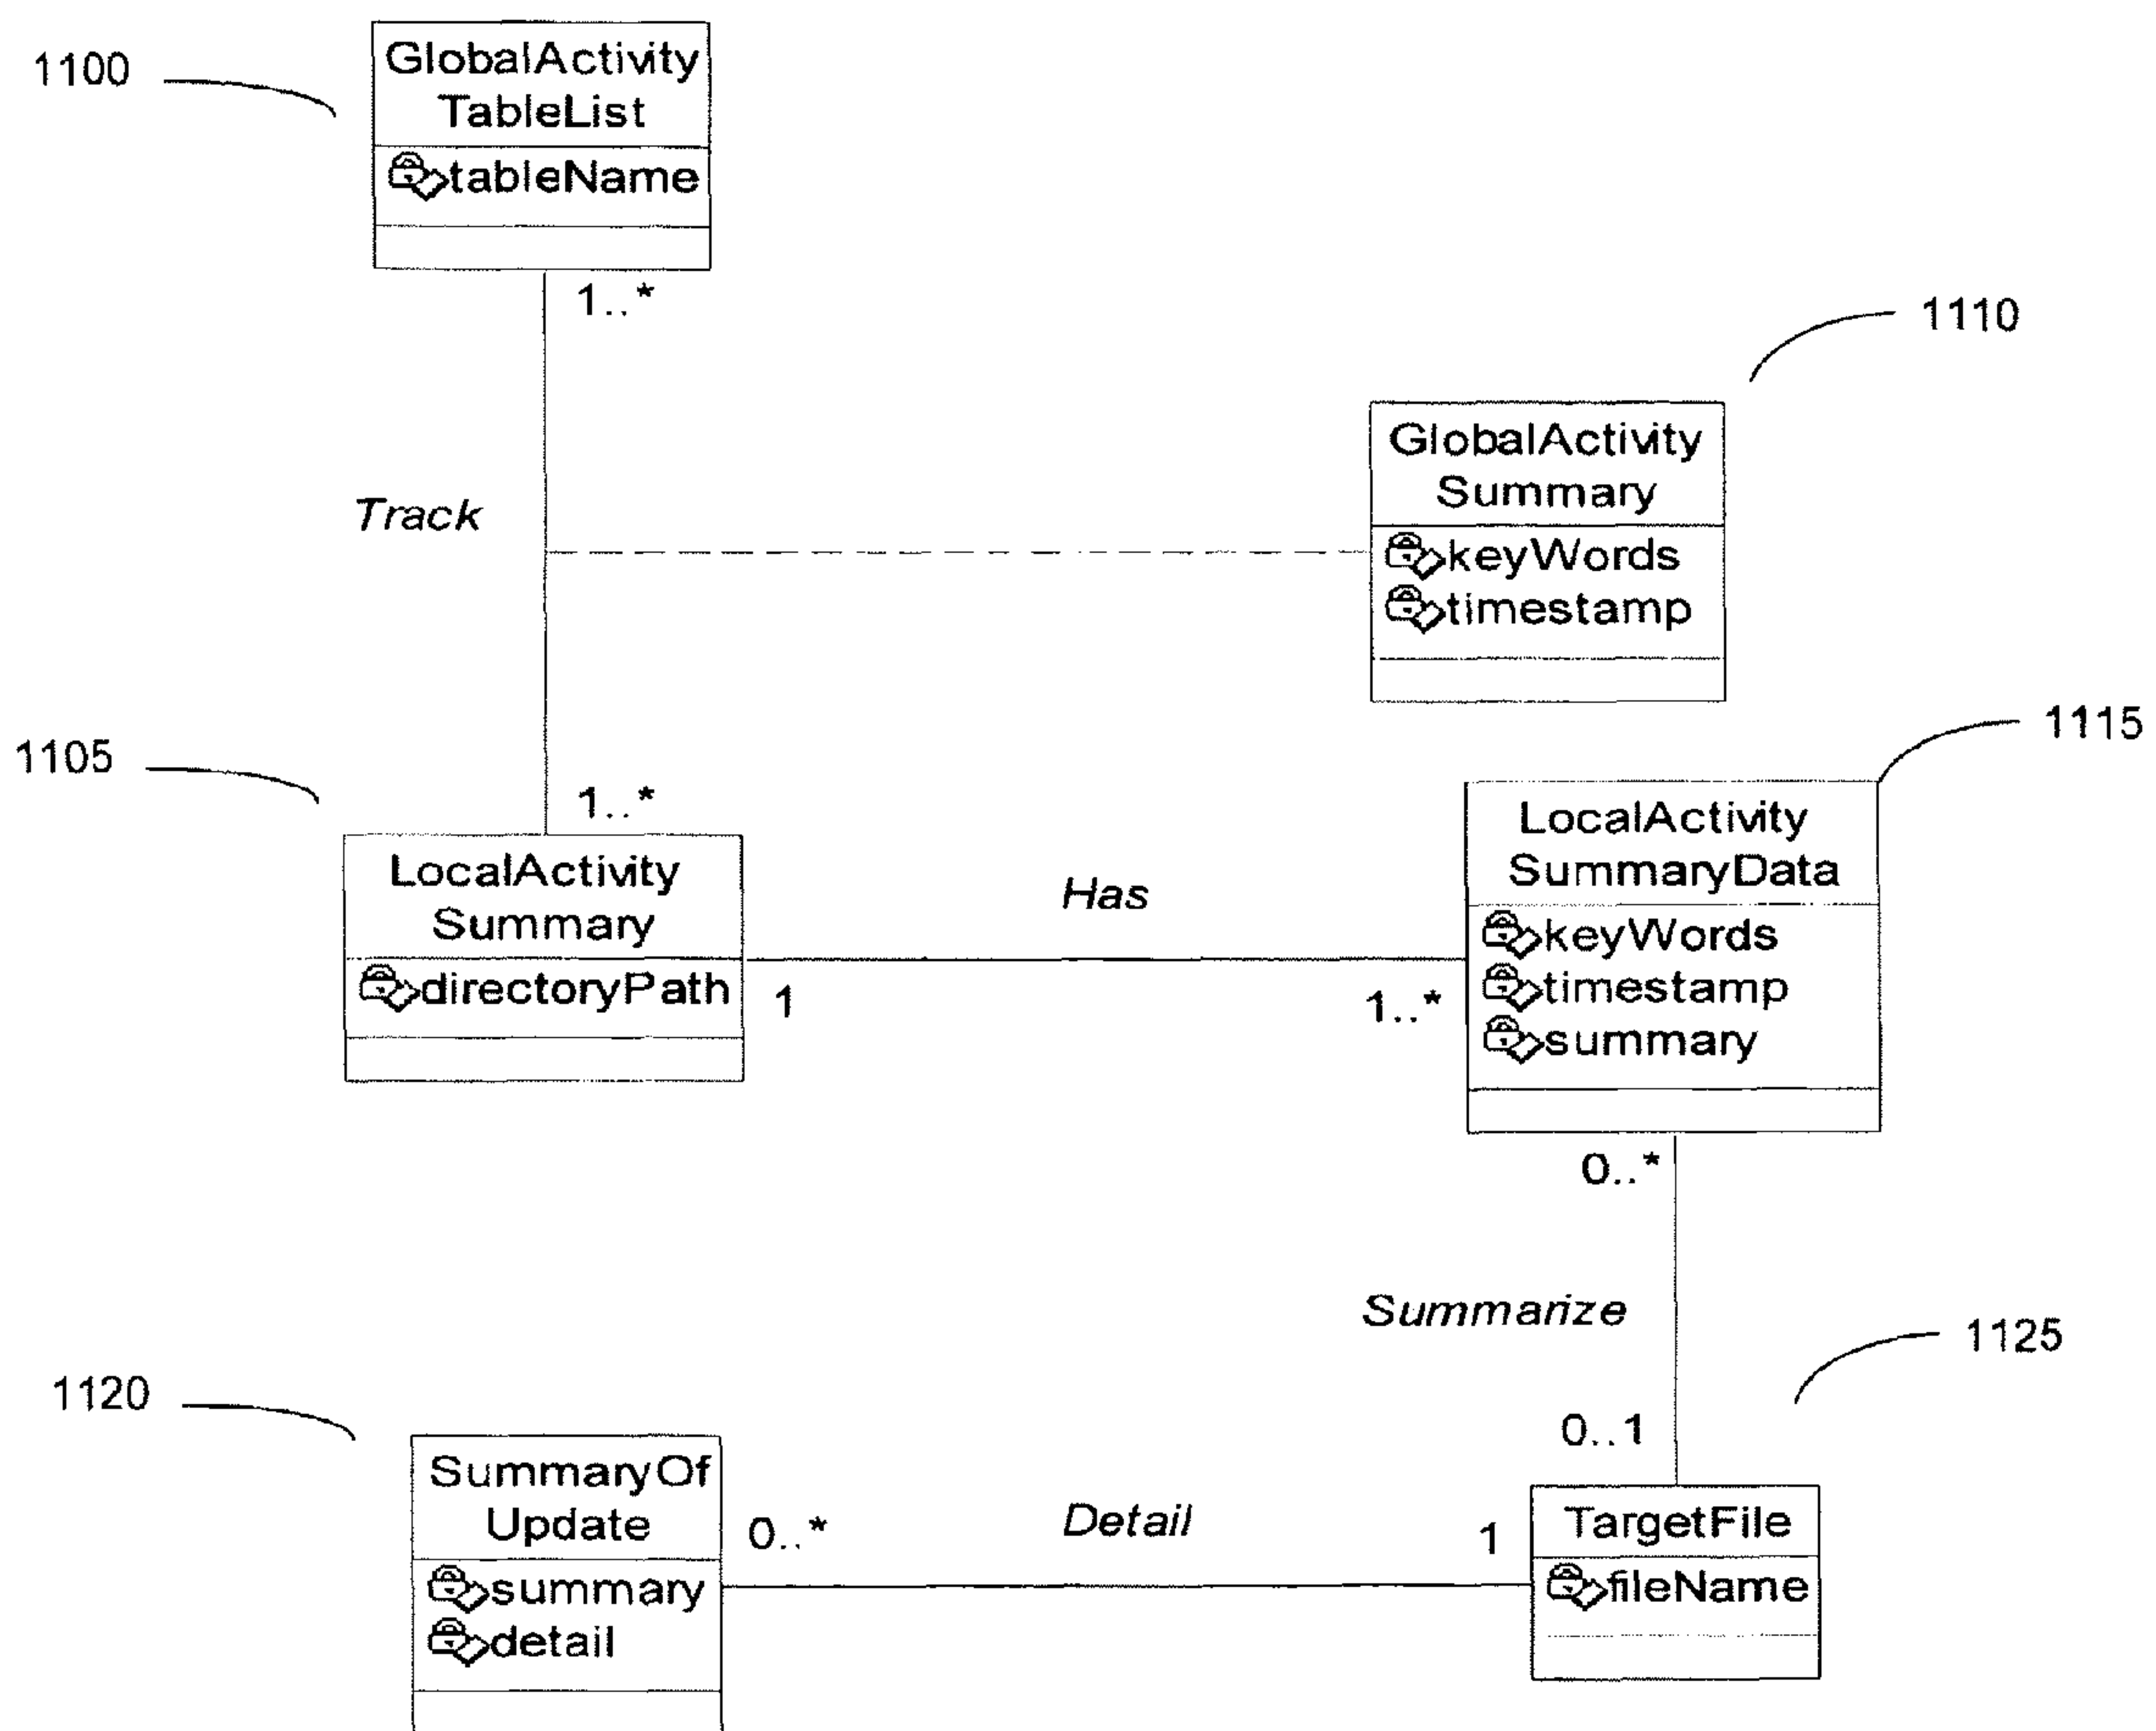 GlobalActivity
TableList
tableName
1100
1..*
1110
GlobalActivity
Summary
keyWords
timestamp
Track
1115
1105
1..*
LocalActivity
Summary
directoryPath
1
Has
1..*
LocalActivity
SummaryData
keyWords
timestamp
summary
0..*
Summarize
1125
0..1
1120
SummaryOf
Update
summary
detail
0..*
Detail
1
TargetFile
fileName